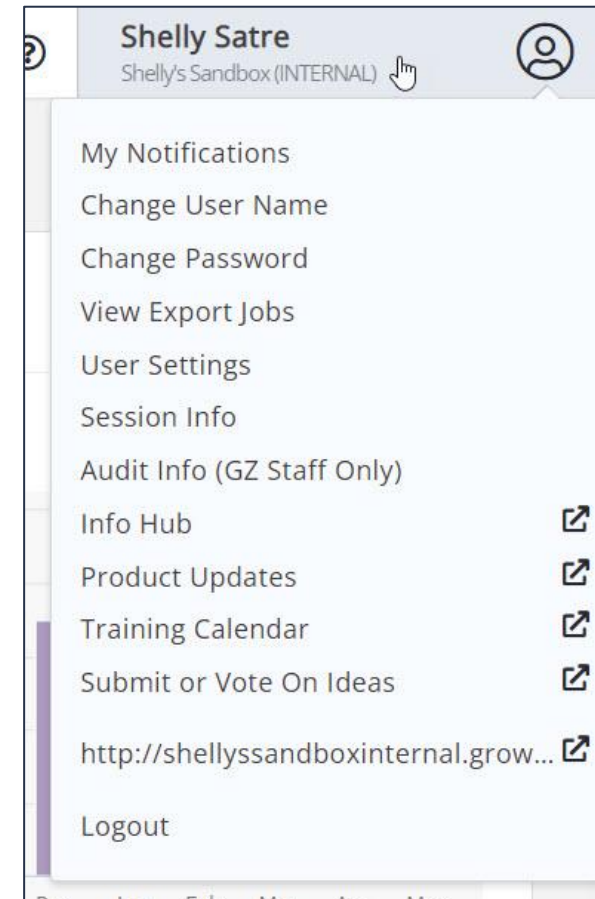 Shelly Satre
Shelly's Sandbox (INTERNAL)
My Notifications
Change User Name
Change Password
View Export Jobs
User Settings
Session Info
Audit Info (GZ Staff Only)
Info Hub
Product Updates
Training Calendar
Submit or Vote On Ideas
http://shellyssandboxinternal.grow...
Logout